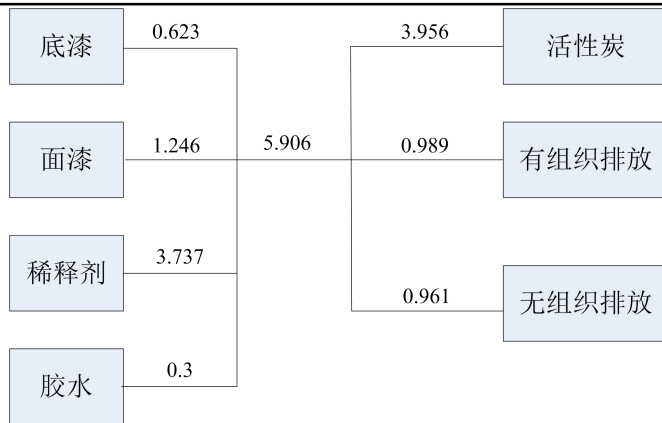 底漆
0.623
3.956
活性炭
面漆
1.246
5.906
0.989
有组织排放
稀释剂
3.737
0.961
无组织排放
胶水
0.3